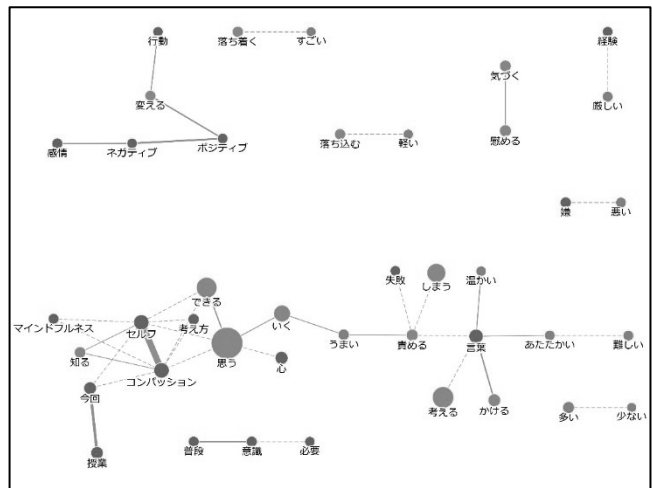 行動
落ち着く
すごい
経験
気づく
変える
厳しい
慰める
感情
ネガティブ
ポジティブ
落ち込む
軽い
嫌
悪い
できる
失敗
しまう
温かい
マインドフルネス
セルフ
考え方
いく
知る
思う
心
うまい
責める
言葉
あたたかい
難しい
コンパッション
今回
考える
かける
多い
少ない
授業
普段
意識
必要